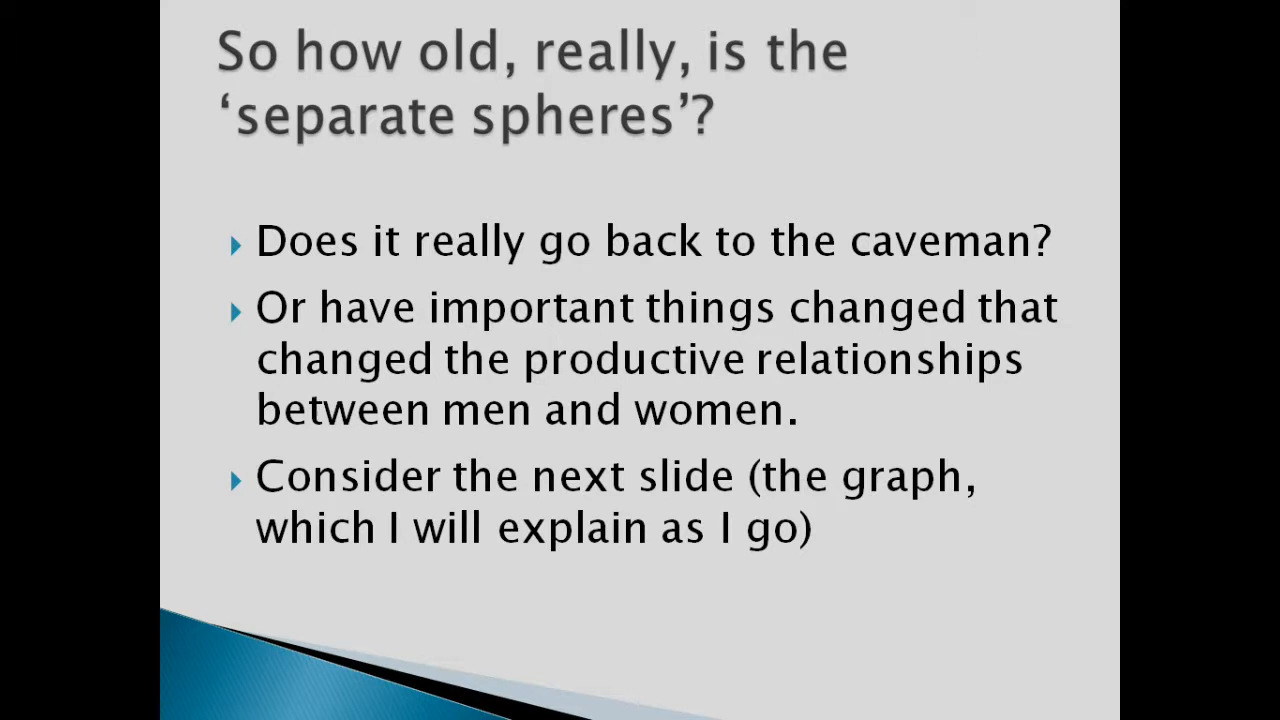 So how old, really, is the
‘separate spheres’?
Does it really go back to the caveman?
Or have important things changed that
changed the productive relationships
between men and women.
Consider the next slide (the graph,
which I will explain as I go)